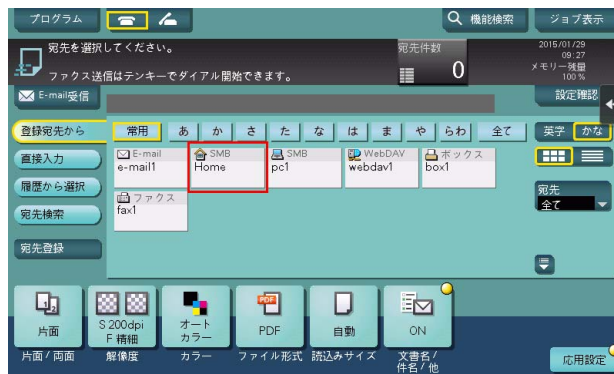 プログラム
機能検索
ジョブ表示
宛先を選択してください。
ファクス送信はテンキーでダイアル開始できます。
宛先件数
0
2015/01/29
09:27
メモリー残量
100 %
E-mail受信
設定確認
登録宛先から
常用
あ
か
さ
た
な
は
ま
や
らわ
全て
英字
かな
直接入力
履歴から選択
宛先検索
宛先登録
E-mail
e-mail1
SMB
Home
SMB
pc1
WebDAV
webdav1
ボックス
box1
ファクス
fax1
宛先
全て
片面
S 200dpi
F 精細
オート
カラー
PDF
PDF
自動
ON
片面/両面
解像度
カラー
ファイル形式
読込みサイズ
文書名/
件名/他
応用設定